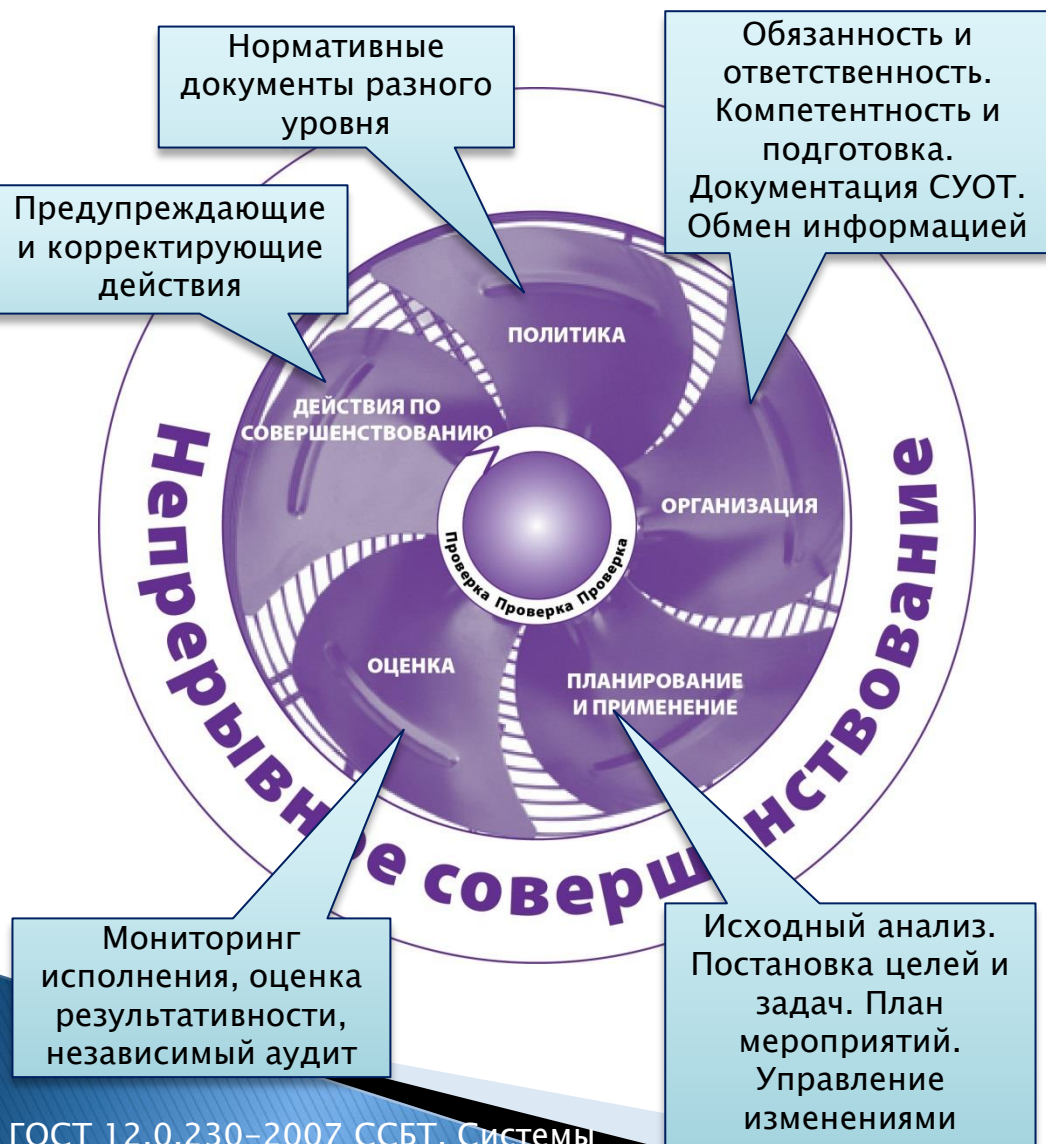 Нормативные
документы разного
уровня
Обязанность и
ответственность.
Компетентность и
подготовка.
Документация СУОТ.
Обмен информацией
Предупреждающие
и корректирующие
действия
ПОЛИТИКА
ДЕЙСТВИЯ ПО
СОВЕРШЕНСТВОВАНИЮ
ОРГАНИЗАЦИЯ
Проверка Проверка Проверка
ОЦЕНКА
ПЛАНИРОВАНИЕ
И ПРИМЕНЕНИЕ
Непрерывное совершенствование
Мониторинг
исполнения, оценка
результативности,
независимый аудит
Исходный анализ.
Постановка целей и
задач. План
мероприятий.
Управление
изменениями
ГОСТ 12.0.230-2007 ССБТ. Системы